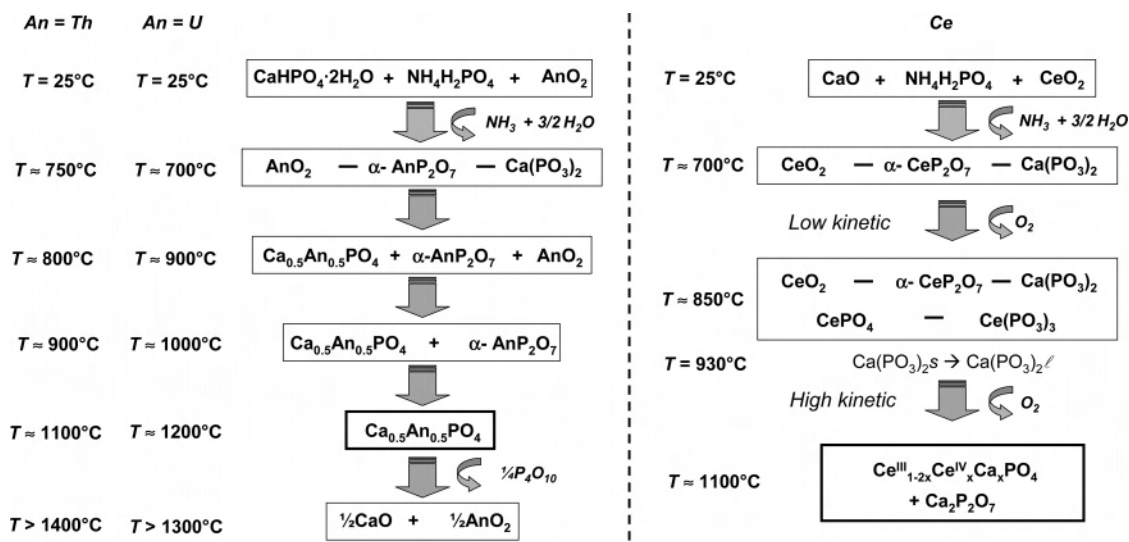 An = Th An = U
T = 25°C T = 25°C CaHPO₄·2H₂O + NH₄H₂PO₄ + AnO₂
NH₃ + 3/2 H₂O
T ≈ 750°C T ≈ 700°C AnO₂ — α- AnP₂O₇ — Ca(PO₃)₂
T ≈ 800°C T ≈ 900°C Ca₀.₅An₀.₅PO₄ + α-AnP₂O₇ + AnO₂
T ≈ 900°C T ≈ 1000°C Ca₀.₅An₀.₅PO₄ + α- AnP₂O₇
T ≈ 1100°C T ≈ 1200°C Ca₀.₅An₀.₅PO₄
¼P₄O₁₀
T > 1400°C T > 1300°C ½CaO + ½AnO₂
Ce
T = 25°C CaO + NH₄H₂PO₄ + CeO₂
NH₃ + 3/2 H₂O
T ≈ 700°C CeO₂ — α- CeP₂O₇ — Ca(PO₃)₂
Low kinetic O₂
T ≈ 850°C CeO₂ — α- CeP₂O₇ — Ca(PO₃)₂
CePO₄ — Ce(PO₃)₃
T = 930°C Ca(PO₃)₂s → Ca(PO₃)₂ℓ
High kinetic O₂
T ≈ 1100°C Ceᴵᴵᴵ₁₋₂ₓCeᴵⱽₓCaₓPO₄
+ Ca₂P₂O₇